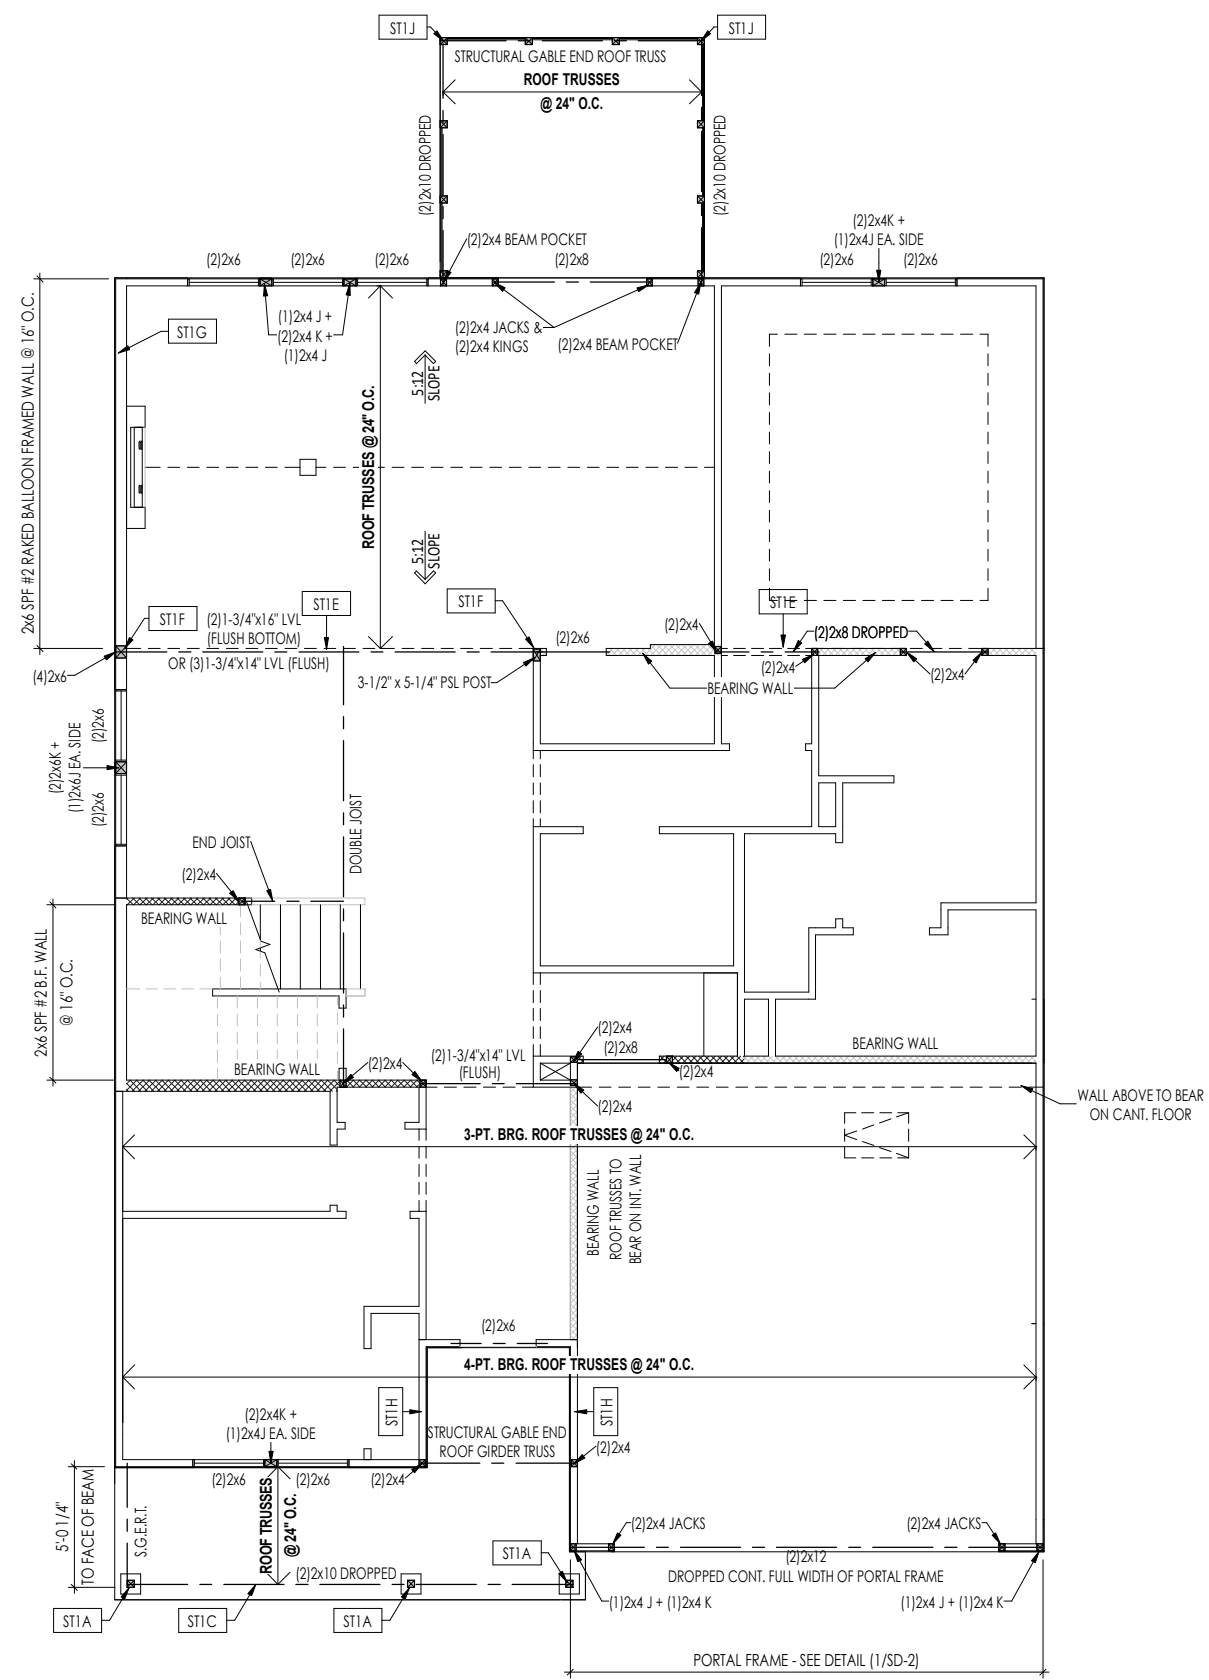 ST1J
ST1J
STRUCTURAL GABLE END ROOF TRUSS
ROOF TRUSSES
@ 24" O.C.
(2)2x10 DROPPED
(2)2x10 DROPPED
(2)2x4 BEAM POCKET
(2)2x8
(2)2x4K +
(1)2x4J EA. SIDE
(2)2x6
(2)2x6
(2)2x6
(2)2x6
(2)2x6
2x6 SPF #2 RAKED BALLOON FRAMED WALL @ 16" O.C.
ST1G
(1)2x4 J +
(2)2x4 K +
(1)2x4 J
(2)2x4 JACKS &
(2)2x4 KINGS
(2)2x4 BEAM POCKET
5:12
SLOPE
ROOF TRUSSES @ 24" O.C.
5:12
SLOPE
ST1F
(2)1-3/4"x16" LVL
(FLUSH BOTTOM)
ST1E
ST1F
ST1E
OR (3)1-3/4"x14" LVL (FLUSH)
(2)2x6
(2)2x4
(2)2x8 DROPPED
(4)2x6
3-1/2" x 5-1/4" PSL POST
(2)2x4
(2)2x4
BEARING WALL
(2)2x6
(2)2x6K +
(1)2x6J EA. SIDE
(2)2x6
DOUBLE JOIST
END JOIST
(2)2x4
BEARING WALL
2x6 SPF #2 B.F. WALL
@ 16" O.C.
BEARING WALL
(2)2x4
(2)1-3/4"x14" LVL
(FLUSH)
(2)2x4
(2)2x8
(2)2x4
BEARING WALL
(2)2x4
WALL ABOVE TO BEAR
ON CANT. FLOOR
3-PT. BRG. ROOF TRUSSES @ 24" O.C.
BEARING WALL
ROOF TRUSSES TO
BEAR ON INT. WALL
(2)2x6
4-PT. BRG. ROOF TRUSSES @ 24" O.C.
ST1H
ST1H
(2)2x4K +
(1)2x4J EA. SIDE
STRUCTURAL GABLE END
ROOF GIRDER TRUSS
(2)2x4
(2)2x6
(2)2x6
(2)2x4
5'-0 1/4"
TO FACE OF BEAM
S.G.E.R.T.
ROOF TRUSSES
@ 24" O.C.
(2)2x10 DROPPED
ST1A
(2)2x4 JACKS
(2)2x4 JACKS
(2)2x12
DROPPED CONT. FULL WIDTH OF PORTAL FRAME
(1)2x4 J + (1)2x4 K
(1)2x4 J + (1)2x4 K
ST1A
ST1C
ST1A
PORTAL FRAME - SEE DETAIL (1/SD-2)